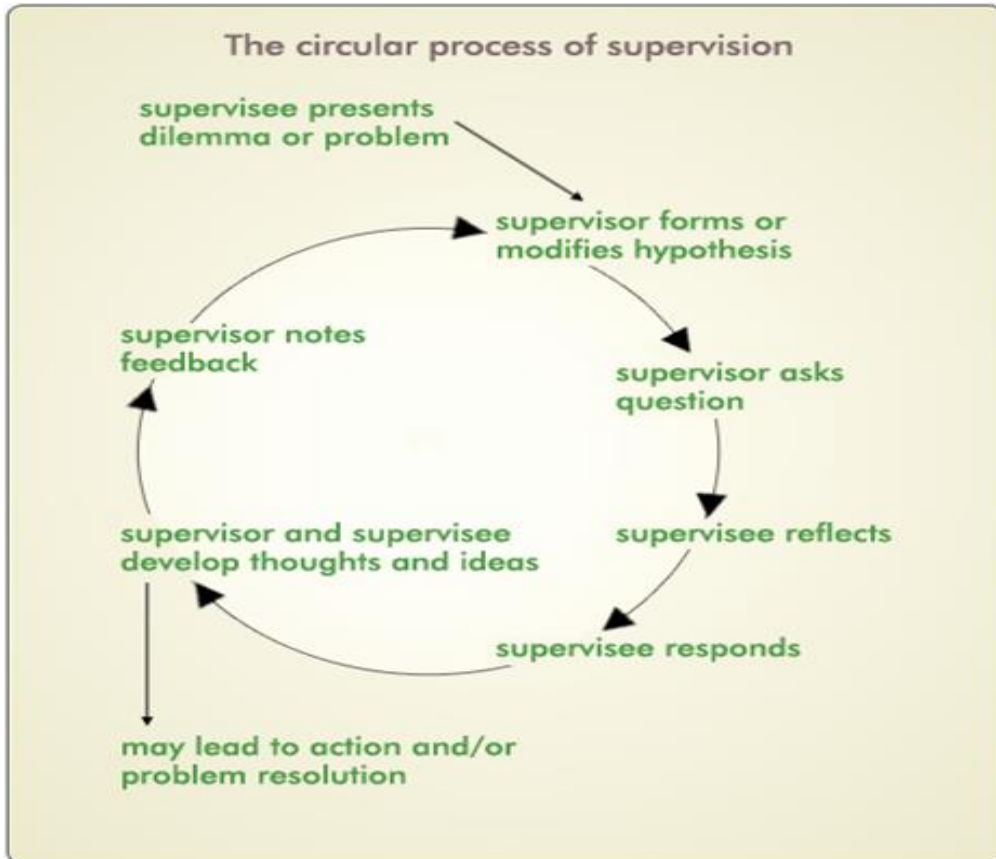 The circular process of supervision
supervisee presents
dilemma or problem
supervisor forms or
modifies hypothesis
supervisor asks
question
supervisee reflects
supervisee responds
supervisor and supervisee
develop thoughts and ideas
supervisor notes
feedback
may lead to action and/or
problem resolution